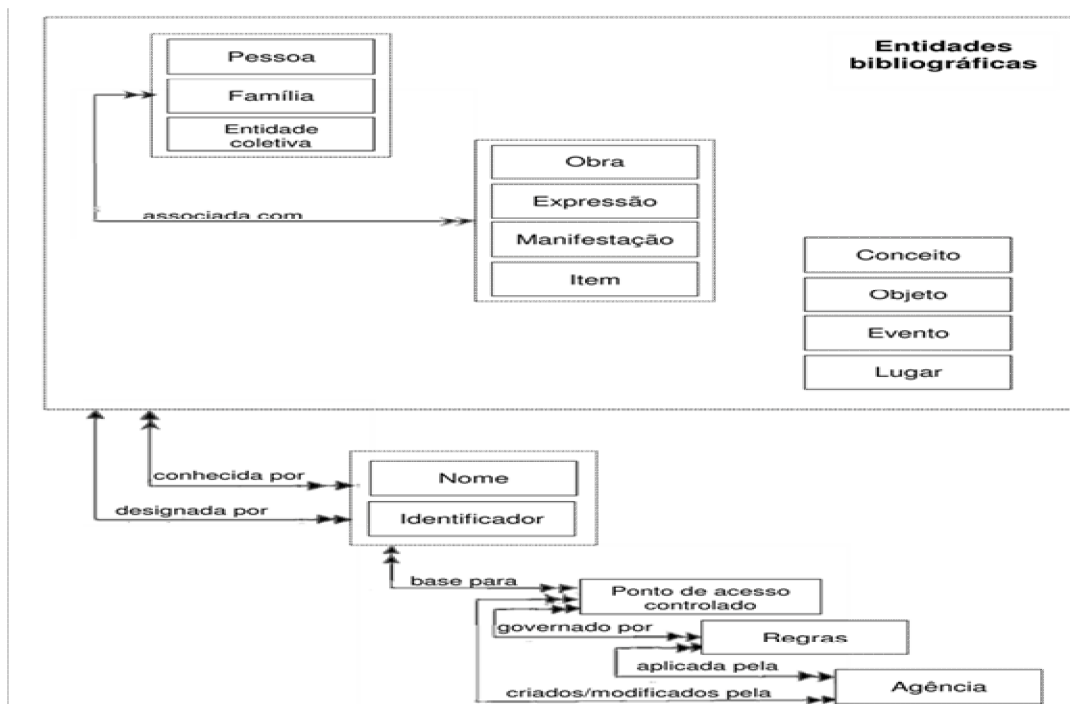 Entidades
bibliográficas
Pessoa
Família
Entidade
coletiva
associada com
Obra
Expressão
Manifestação
Item
Conceito
Objeto
Evento
Lugar
conhecida por
designada por
Nome
Identificador
base para
Ponto de acesso
controlado
governado por
Regras
aplicada pela
criados/modificados pela
Agência